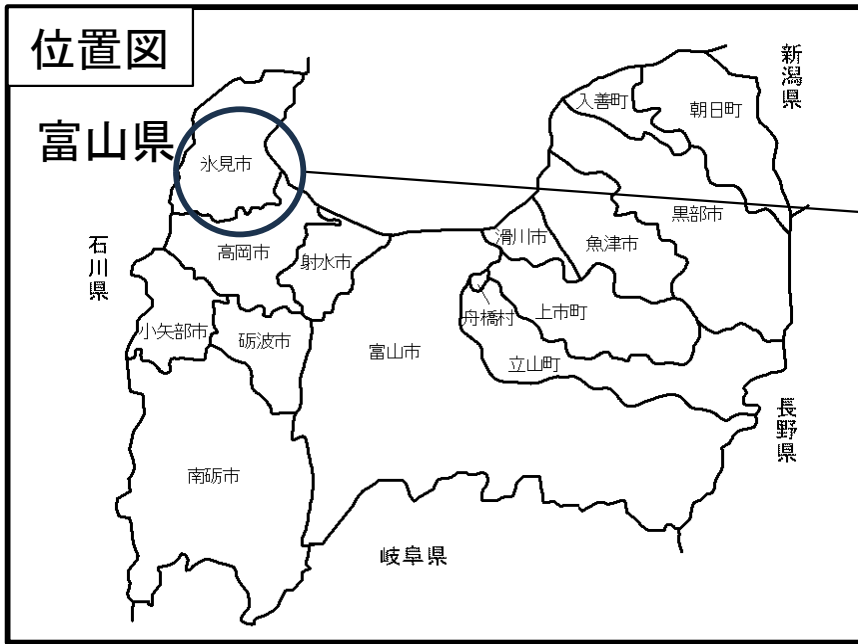 位置図
富山県
新潟県
入善町
朝日町
氷見市
黒部市
石川県
高岡市
射水市
滑川市
魚津市
小矢部市
砺波市
富山市
舟橋村
上市町
立山町
長野県
南砺市
岐阜県